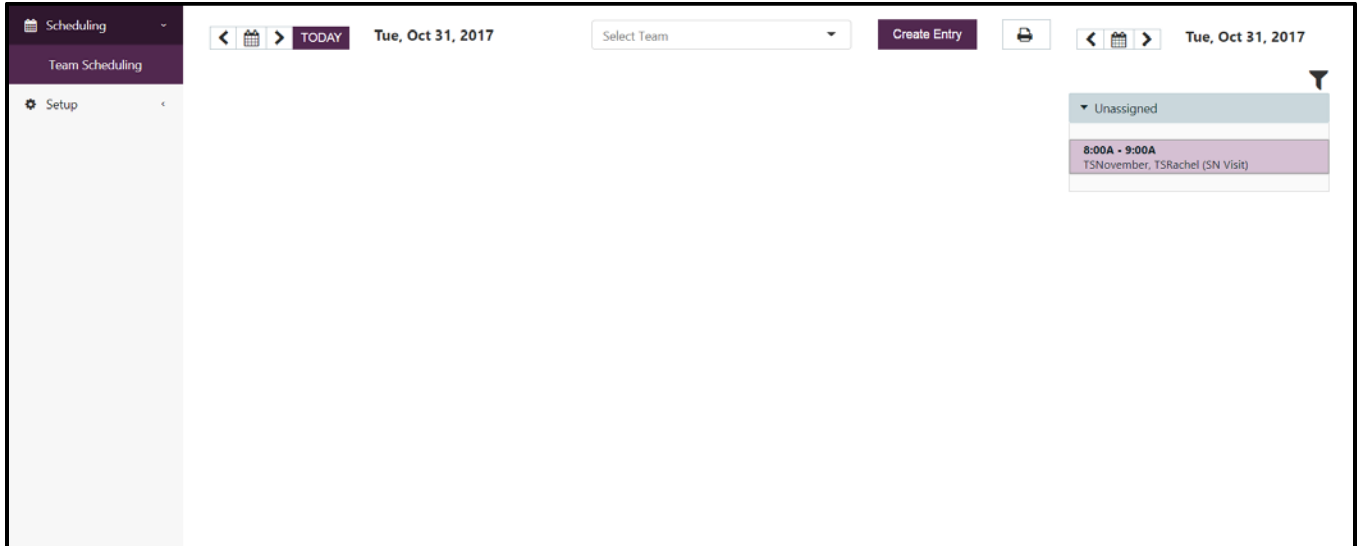 Scheduling
Team Scheduling
Setup
TODAY
Tue, Oct 31, 2017
Select Team
Create Entry
Tue, Oct 31, 2017
Unassigned
8:00A - 9:00A
TSNovember, TSRachel (SN Visit)